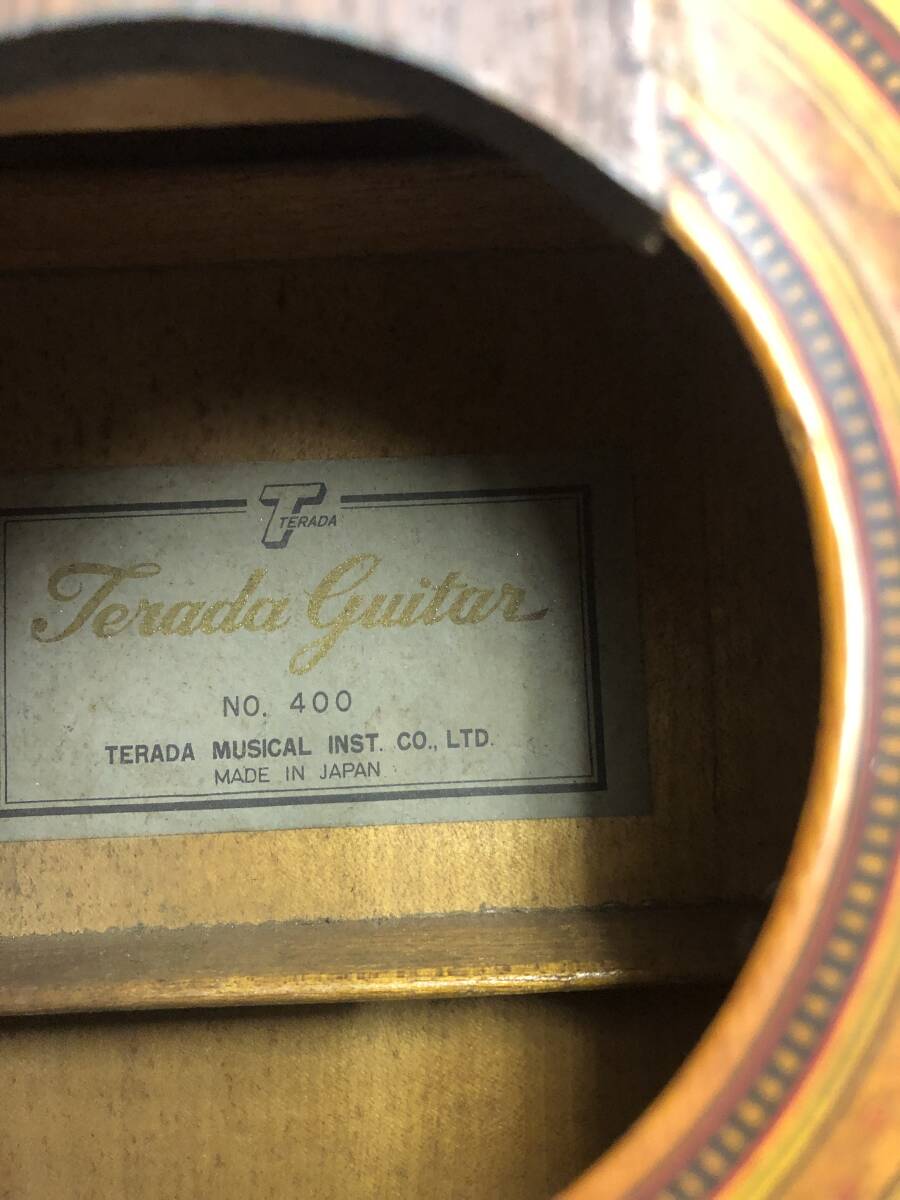 T
TERADA
Terada Guitar
NO. 400
TERADA MUSICAL INST. CO., LTD.
MADE IN JAPAN